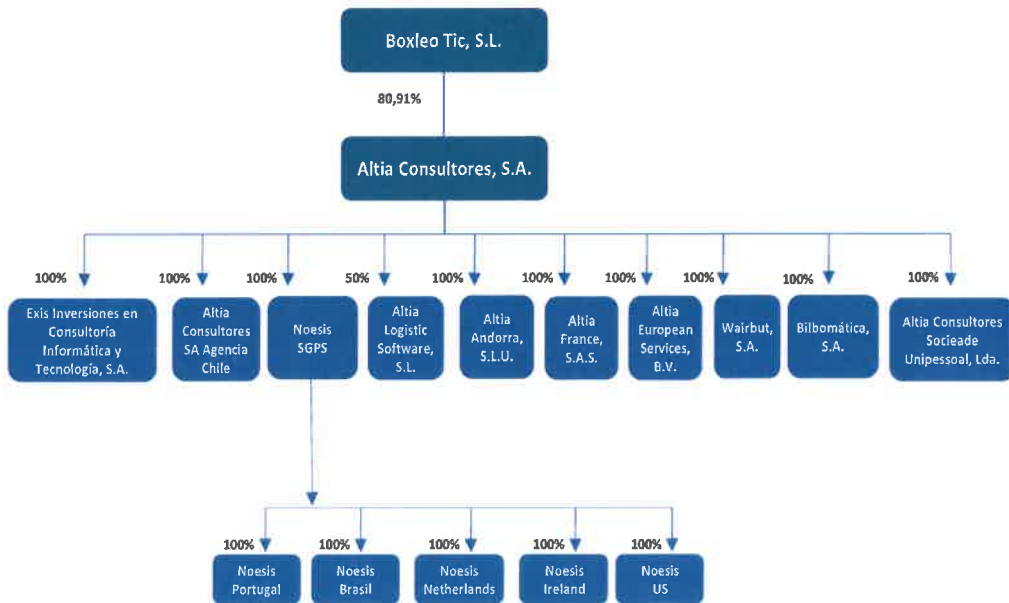 Boxleo Tic, S.L.
80,91%
Altia Consultores, S.A.
100%
100%
100%
50%
100%
100%
100%
100%
100%
100%
Exis Inversiones en
Consultoría
Informática y
Tecnología, S.A.
Altia
Consultores
SA Agencia
Chile
Noesis
SGPS
Altia
Logistic
Software,
S.L.
Altia
Andorra,
S.L.U.
Altia
France,
S.A.S.
Altia
European
Services,
B.V.
Wairbut,
S.A.
Bilbomática,
S.A.
Altia Consultores
Socieade
Unipessoal, Lda.
100%
100%
100%
100%
100%
Noesis
Portugal
Noesis
Brasil
Noesis
Netherlands
Noesis
Ireland
Noesis
US